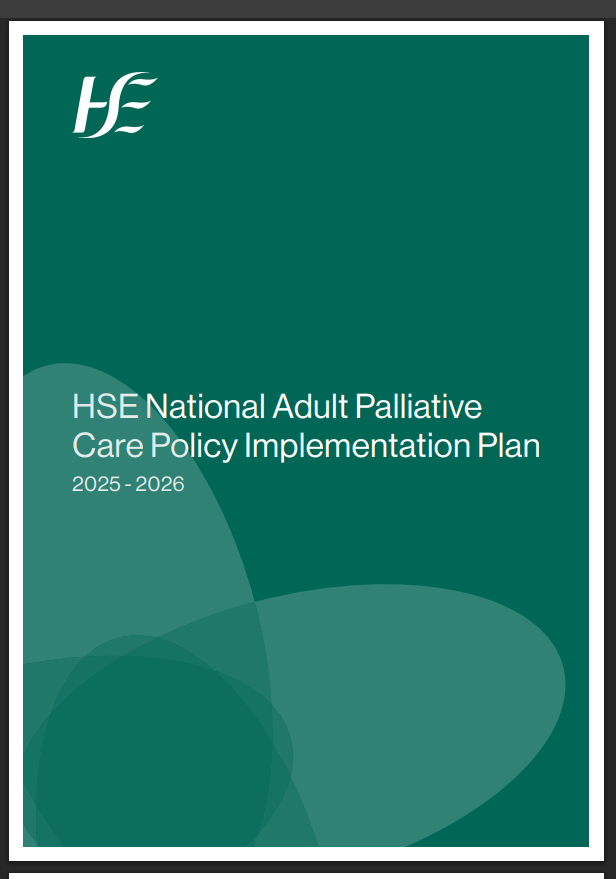 HSE
HSE National Adult Palliative
Care Policy Implementation Plan
2025 - 2026